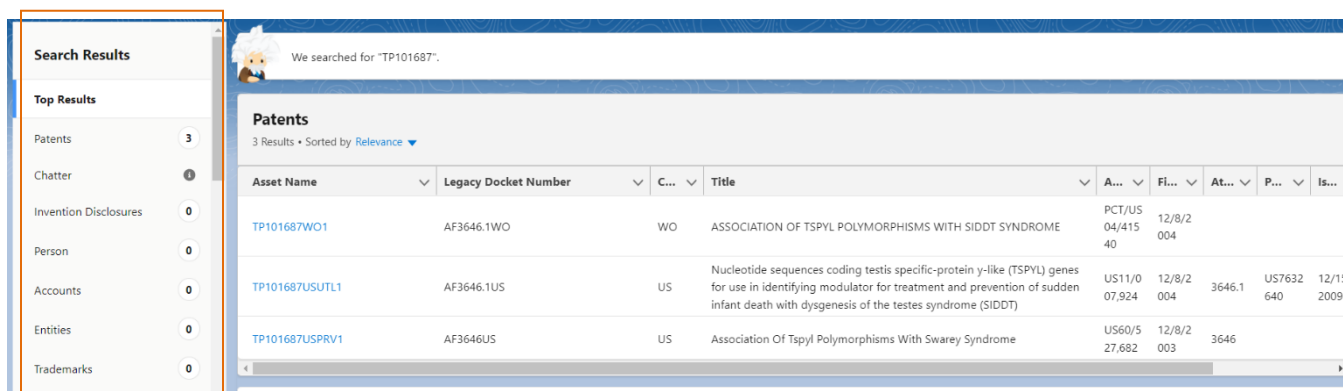 Search Results
Top Results
Patents 3
Chatter
Invention Disclosures 0
Person 0
Accounts 0
Entities 0
Trademarks 0
We searched for "TP101687".
Patents
3 Results • Sorted by Relevance
Asset Name Legacy Docket Number C... Title A... Fi... At... P... Is...
TP101687WO1 AF3646.1WO WO ASSOCIATION OF TSPYL POLYMORPHISMS WITH SIDDT SYNDROME PCT/US
04/415
40 12/8/2
004
TP101687USUTL1 AF3646.1US US Nucleotide sequences coding testis specific-protein y-like (TSPYL) genes
for use in identifying modulator for treatment and prevention of sudden
infant death with dysgenesis of the testes syndrome (SIDDT) US11/0
07,924 12/8/2
004 3646.1 US7632
640 12/15
2009
TP101687USPRV1 AF3646US US Association Of Tspyl Polymorphisms With Swarey Syndrome US60/5
27,682 12/8/2
003 3646